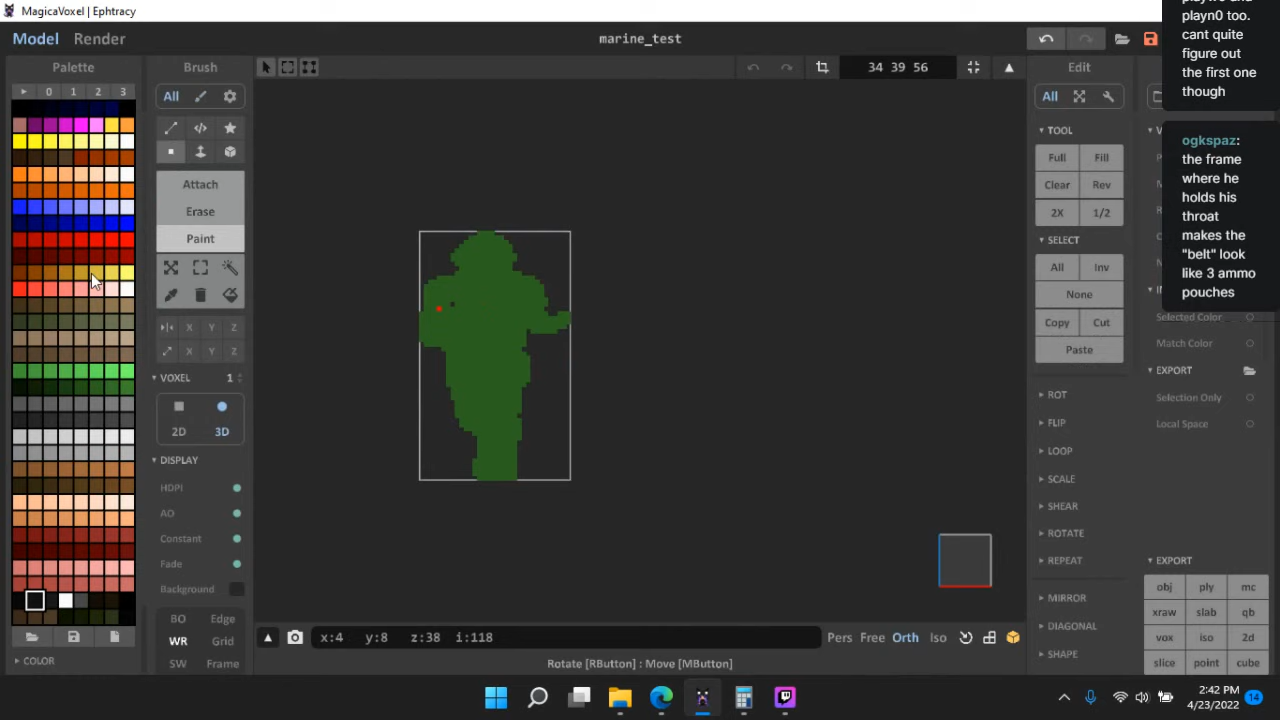 MagicaVoxel | Ephtracy
Model Render
marine_test
playn0 too.
cant quite
figure out
the first one
though
ogkspaz:
the frame
where he
holds his
throat
makes the
"belt" look
like 3 ammo
pouches
Palette
0 1 2 3
COLOR
Brush
All
Attach
Erase
Paint
X Y Z
X Y Z
VOXEL 1
2D 3D
DISPLAY
HDPI
AO
Constant
Fade
Background
BO Edge
WR Grid
SW Frame
34 39 56
x:4 y:8 z:38 i:118
Pers Free Orth Iso
Rotate [RButton] : Move [MButton]
Edit
All
TOOL
Full Fill
Clear Rev
2X 1/2
SELECT
All Inv
None
Copy Cut
Paste
ROT
FLIP
LOOP
SCALE
SHEAR
ROTATE
REPEAT
MIRROR
DIAGONAL
SHAPE
Selected Color
Match Color
EXPORT
Selection Only
Local Space
EXPORT
obj ply mc
xraw slab qb
vox iso 2d
slice point cube
2:42 PM
4/23/2022
14